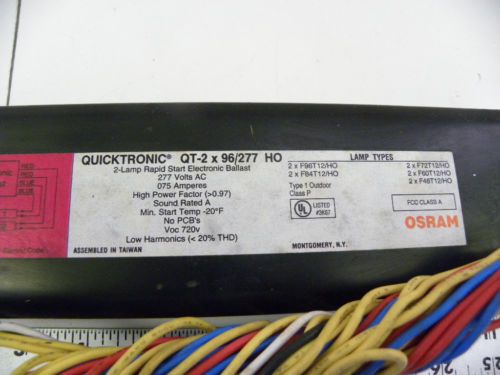 QUICKTRONIC® QT-2 x 96/277 HO
2-Lamp Rapid Start Electronic Ballast
277 Volts AC
075 Amperes
High Power Factor (>0.97)
Sound Rated A
Min. Start Temp -20°F
No PCB's
Voc 720v
Low Harmonics (< 20% THD)
ASSEMBLED IN TAIWAN
LAMP TYPES
2 x F96T12/HO
2 x F84T12/HO
2 x F72T12/HO
2 x F60T12/HO
2 x F48T12/HO
Type 1 Outdoor
Class P
UL
LISTED
FCC CLASS A
OSRAM
MONTGOMERY, N.Y.
RED
RED
BLUE
BLUE
25